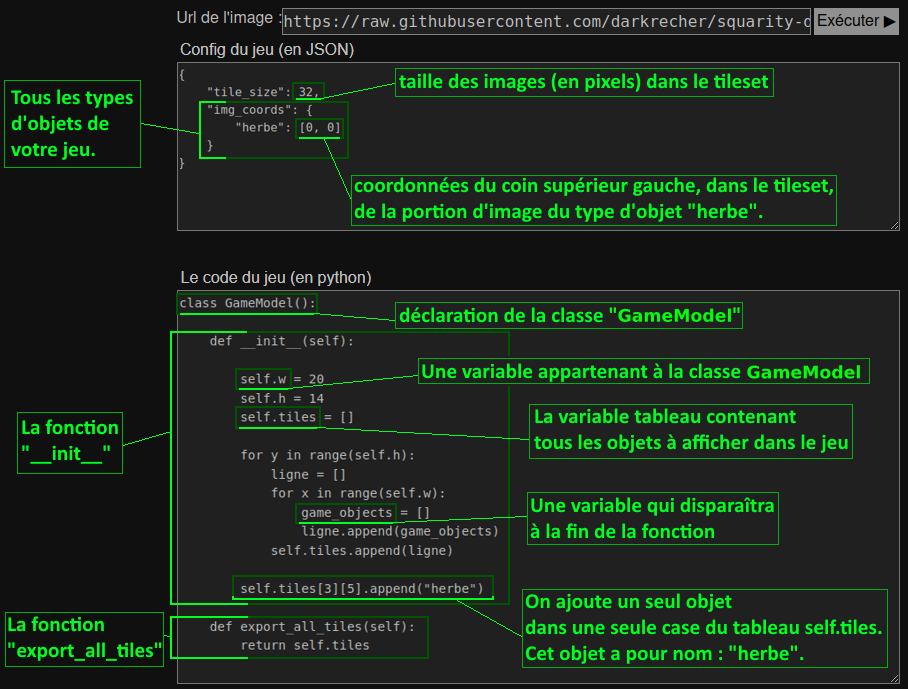 Url de l'image :
https://raw.githubusercontent.com/darkrecher/squarity-d
Exécuter ▶
Config du jeu (en JSON)
{
"tile_size": 32,
"img_coords": {
"herbe": [0, 0]
}
}
taille des images (en pixels) dans le tileset
Tous les types
d'objets de
votre jeu.
coordonnées du coin supérieur gauche, dans le tileset,
de la portion d'image du type d'objet "herbe".
Le code du jeu (en python)
class GameModel():
déclaration de la classe "GameModel"
def __init__(self):
self.w = 20
Une variable appartenant à la classe GameModel
self.h = 14
self.tiles = []
La variable tableau contenant
tous les objets à afficher dans le jeu
La fonction
"__init__"
for y in range(self.h):
ligne = []
for x in range(self.w):
game_objects = []
ligne.append(game_objects)
self.tiles.append(ligne)
Une variable qui disparaîtra
à la fin de la fonction
self.tiles[3][5].append("herbe")
On ajoute un seul objet
dans une seule case du tableau self.tiles.
Cet objet a pour nom : "herbe".
La fonction
"export_all_tiles"
def export_all_tiles(self):
return self.tiles